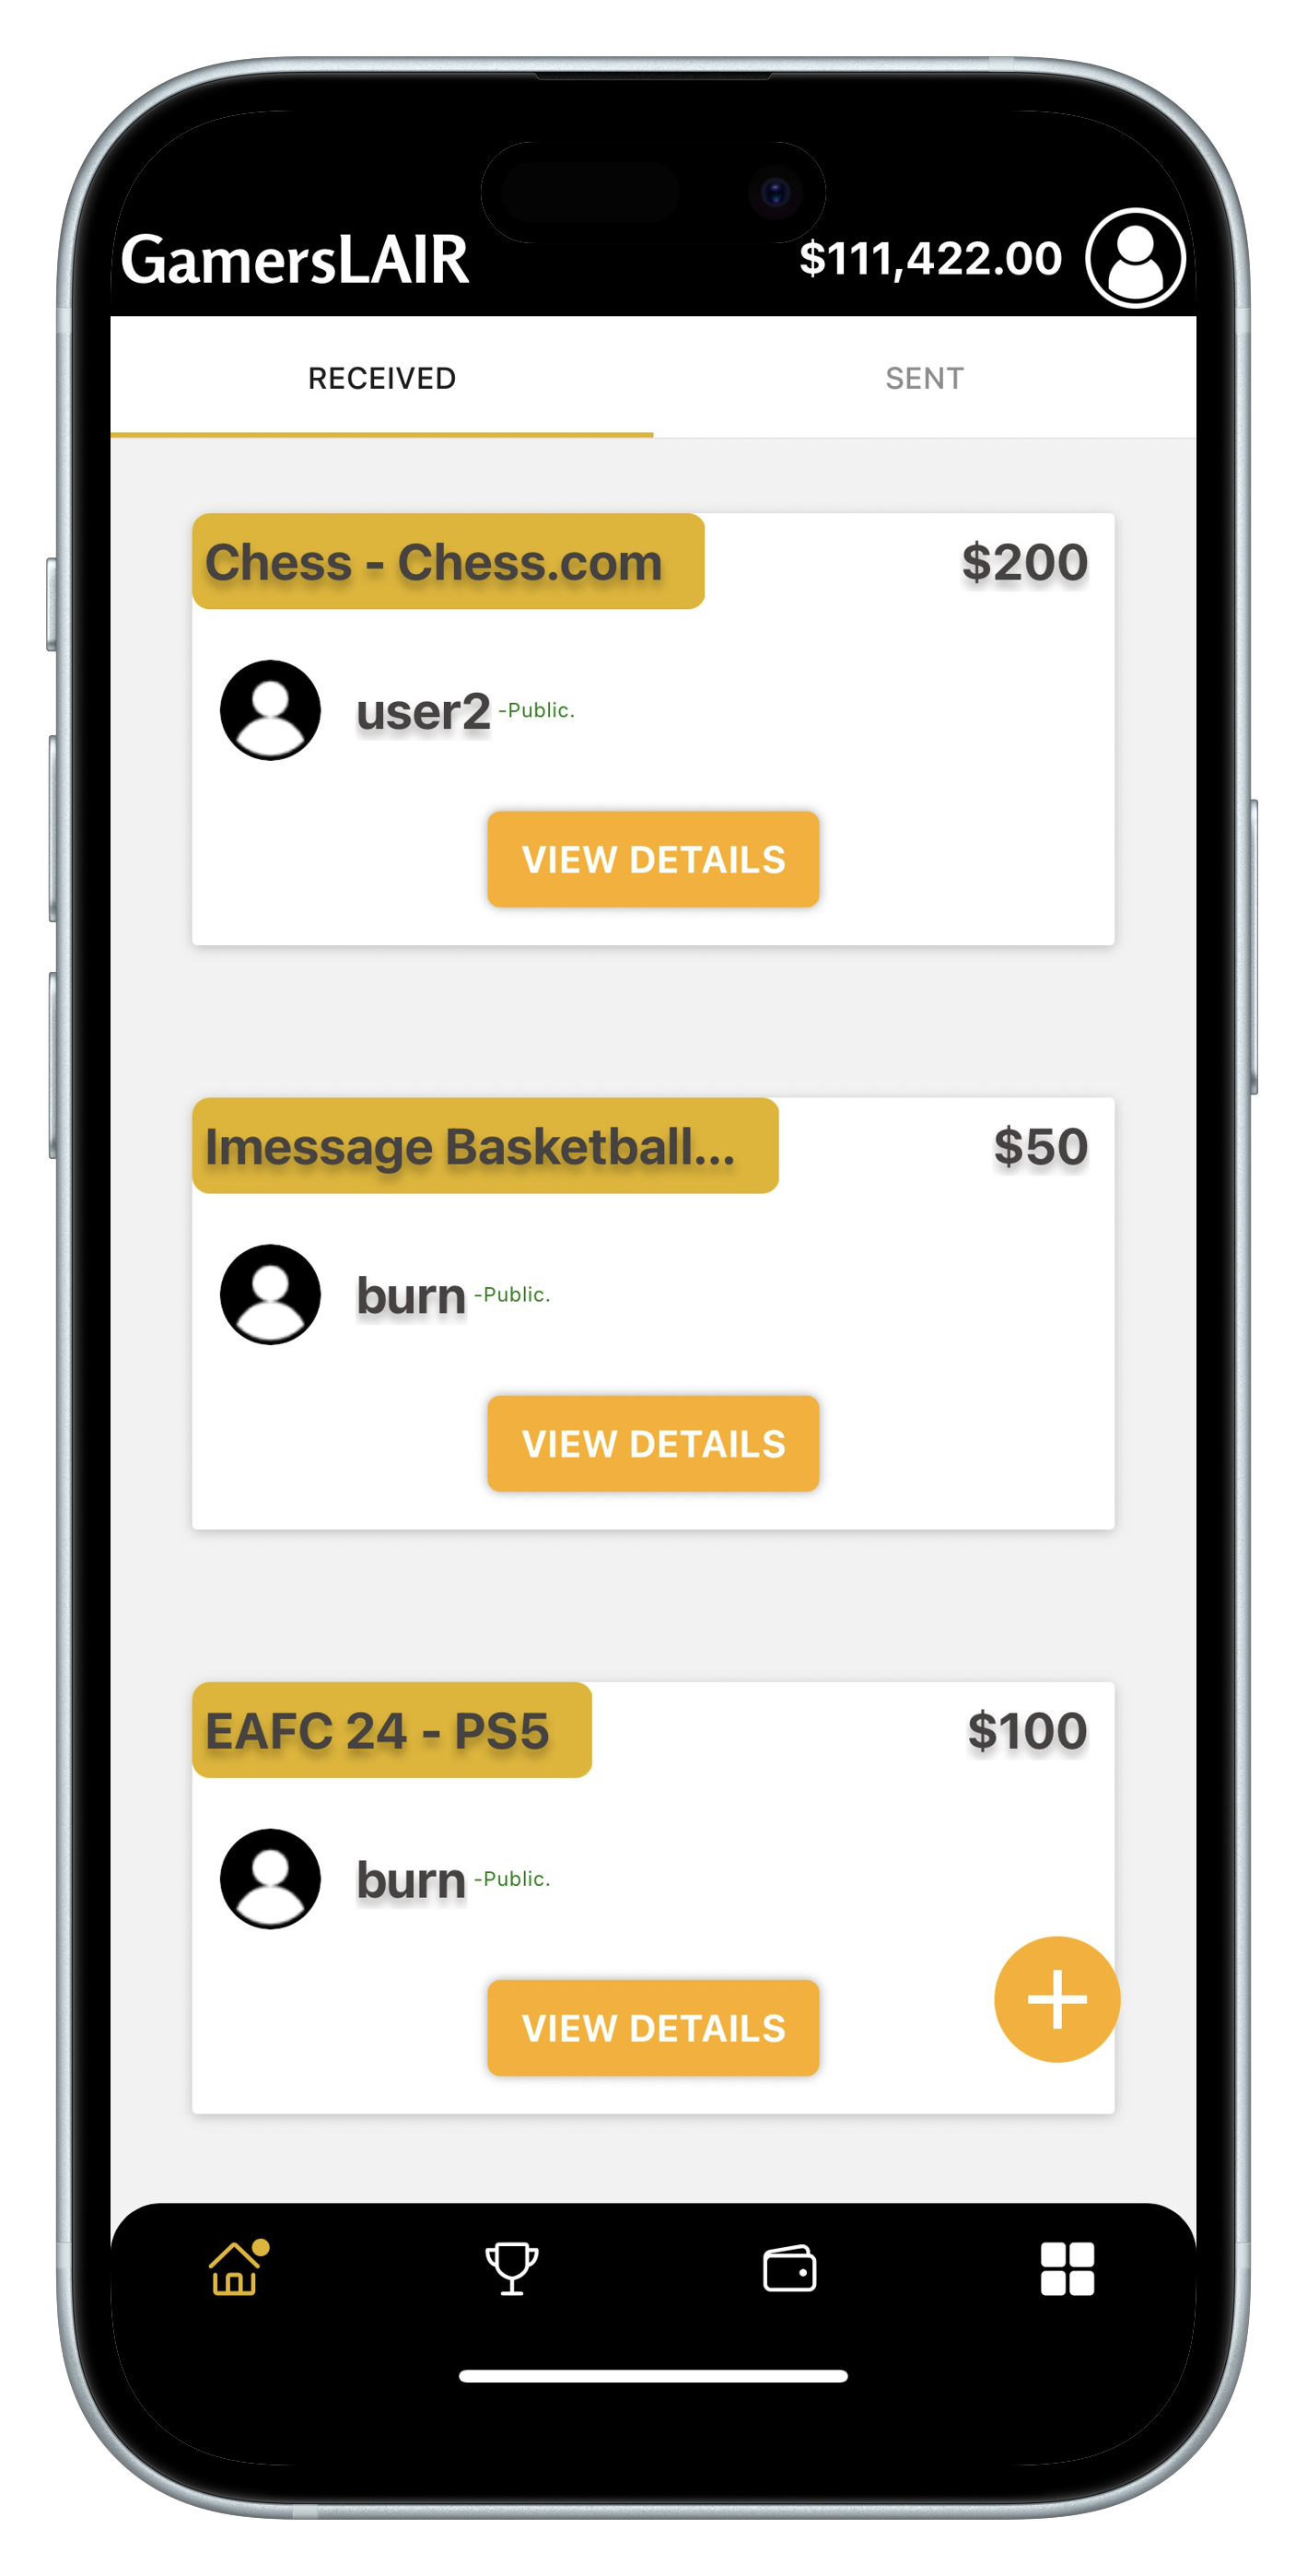 GamersLAIR
$111,422.00
RECEIVED
SENT
Chess - Chess.com
$200
user2 -Public.
VIEW DETAILS
Imessage Basketball...
$50
burn -Public.
VIEW DETAILS
EAFC 24 - PS5
$100
burn -Public.
VIEW DETAILS